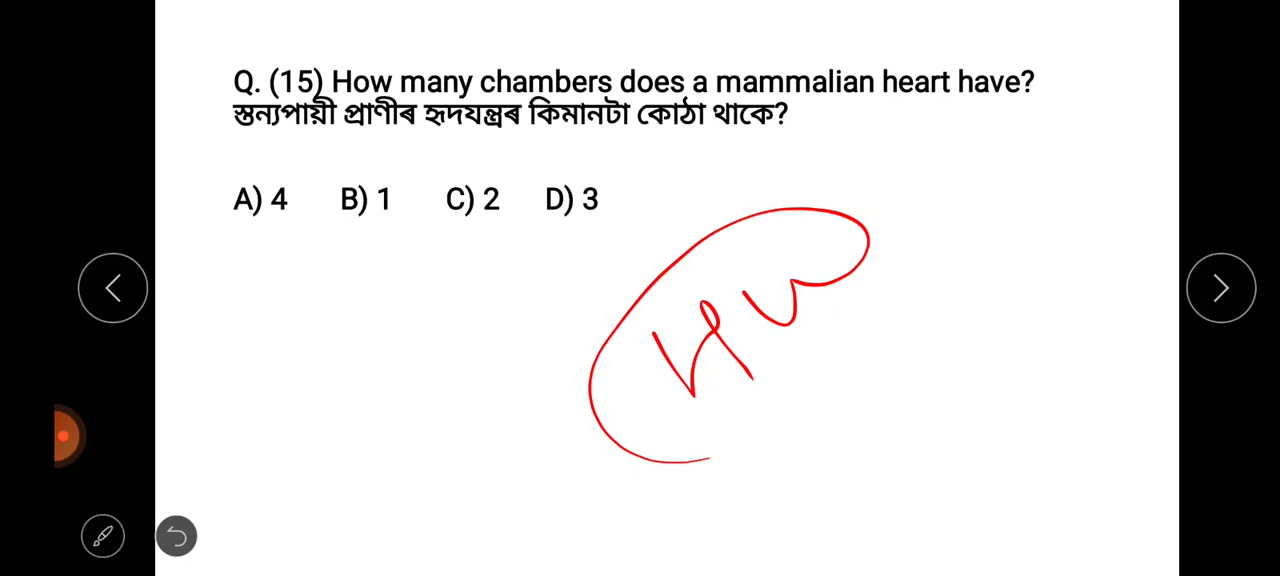 Q. (15) How many chambers does a mammalian heart have?
স্তন্যপায়ী প্ৰাণীৰ হৃদযন্ত্ৰৰ কিমানটা কোঠা থাকে?
A) 4 B) 1 C) 2 D) 3